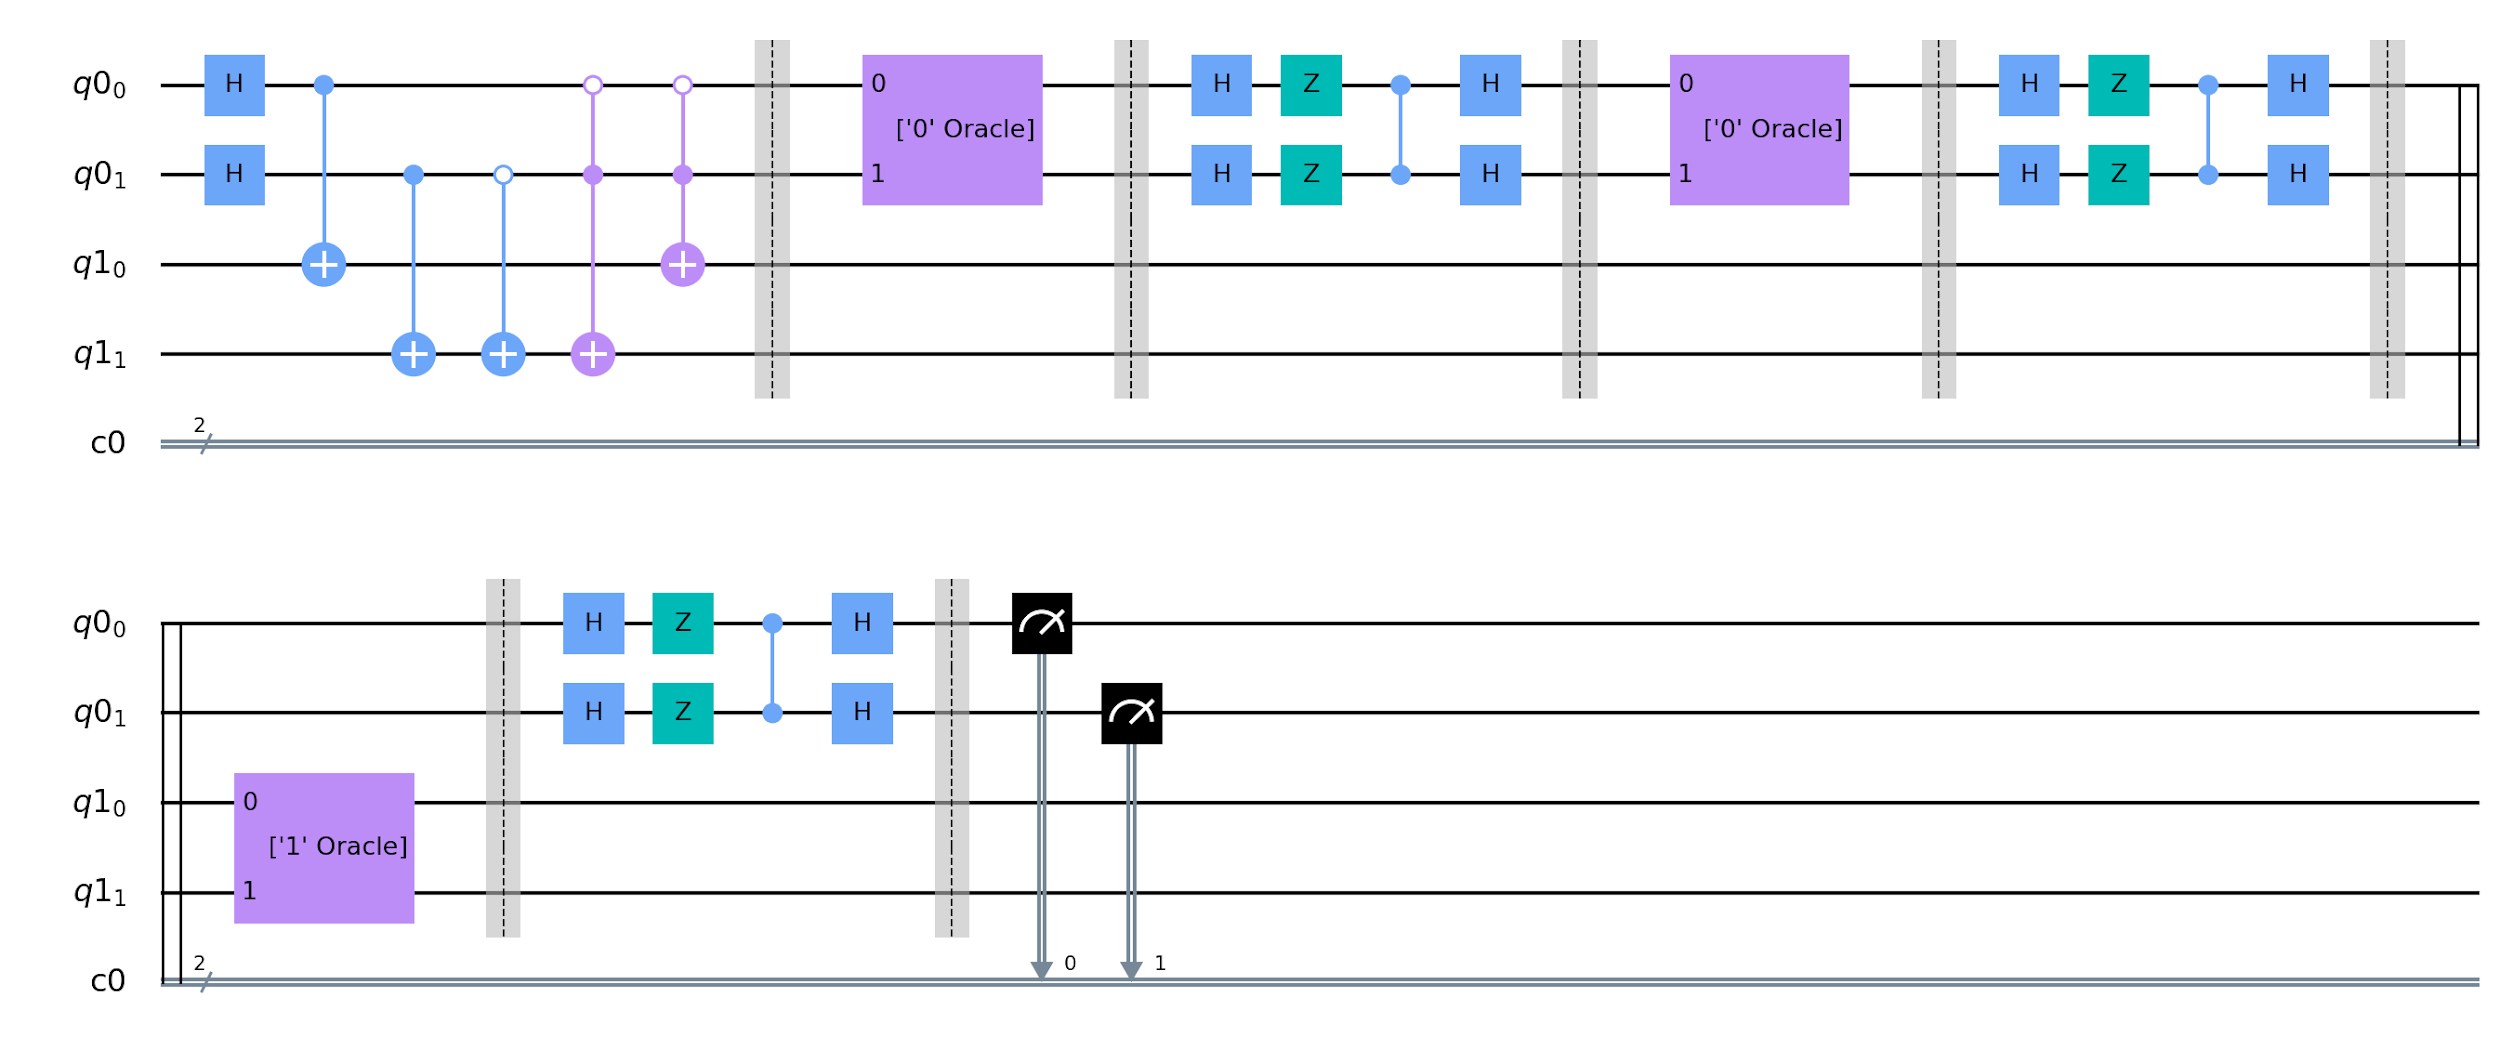 q0₀ H 0 H Z H 0 H Z H
['0' Oracle] ['0' Oracle]
q0₁ H 1 H Z H 1 H Z H
q1₀
q1₁
2
c0
q0₀ H Z H
q0₁ H Z H
q1₀ 0
['1' Oracle]
q1₁ 1
2 0 1
c0